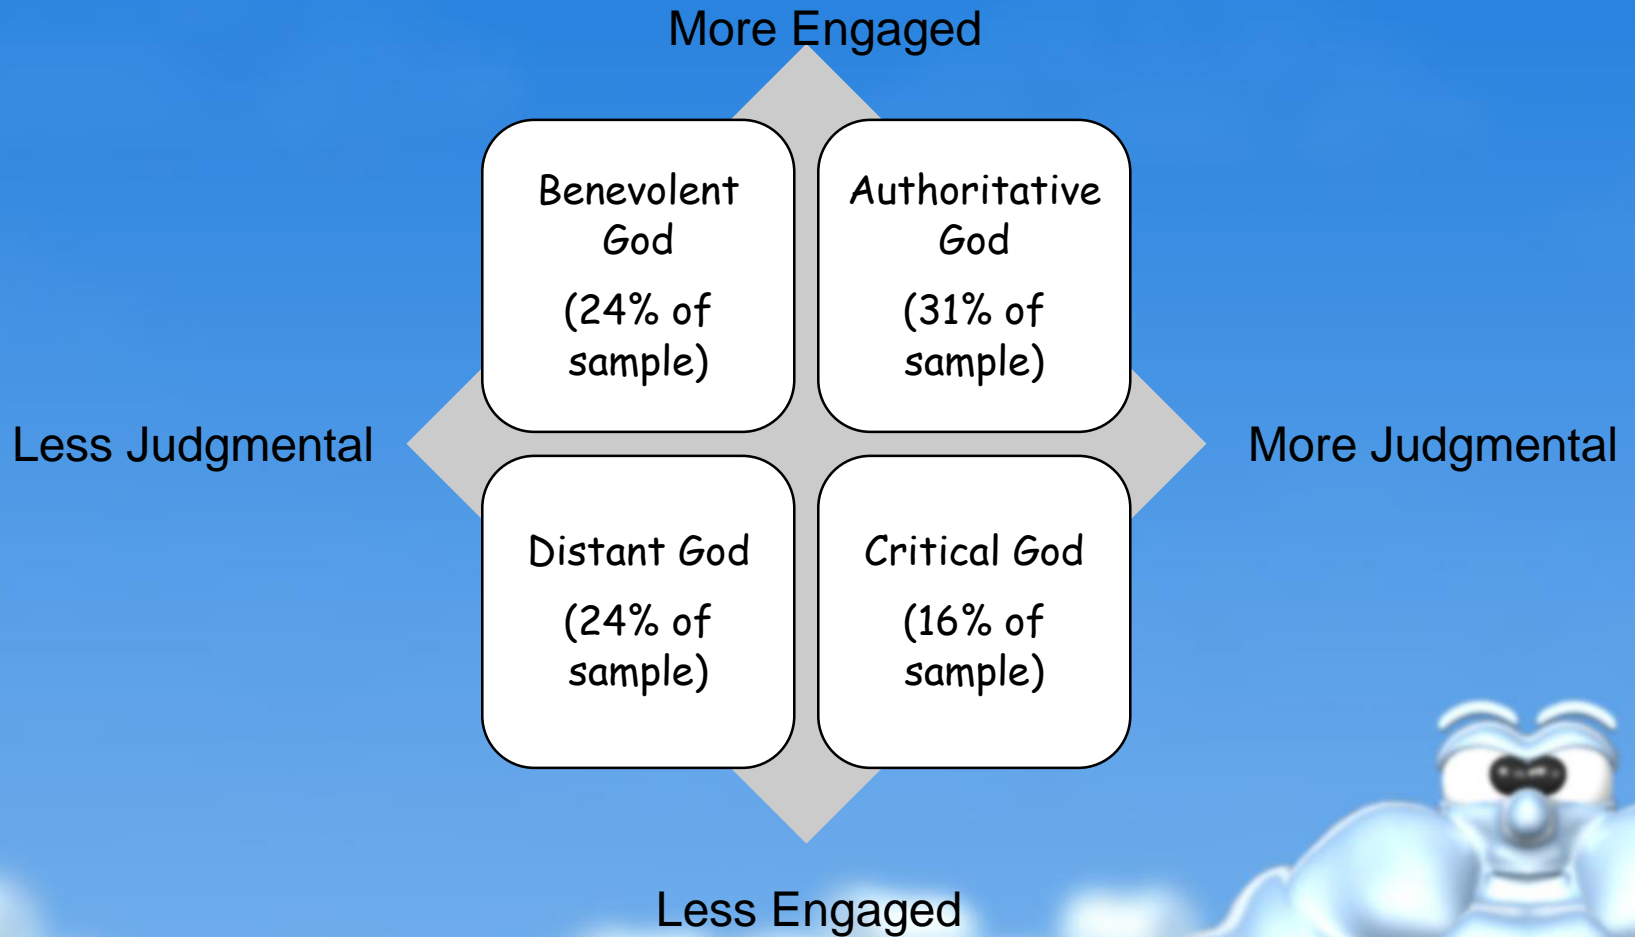 More Engaged
Benevolent
God
(24% of
sample)
Authoritative
God
(31% of
sample)
Less Judgmental
More Judgmental
Distant God
(24% of
sample)
Critical God
(16% of
sample)
Less Engaged